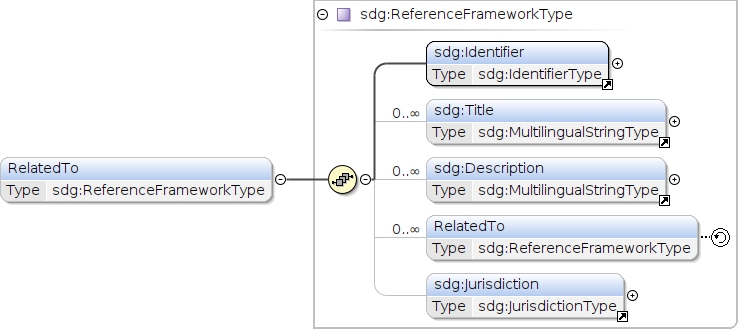 sdg:ReferenceFrameworkType
sdg:Identifier
Type sdg:IdentifierType
0..∞
sdg:Title
Type sdg:MultilingualStringType
RelatedTo
Type sdg:ReferenceFrameworkType
0..∞
sdg:Description
Type sdg:MultilingualStringType
0..∞
RelatedTo
Type sdg:ReferenceFrameworkType
sdg:Jurisdiction
Type sdg:JurisdictionType